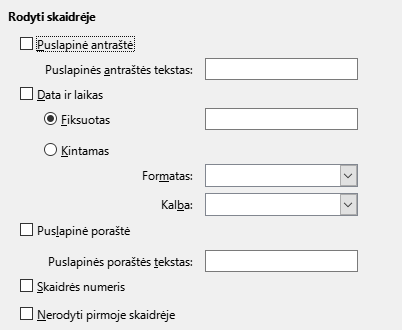 Rodyti skaidrėje
Puslapinė antraštė
Puslapinės antraštės tekstas:
Data ir laikas
Fiksuotas
Kintamas
Formatas:
Kalba:
Puslapinė poraštė
Puslapinės poraštės tekstas:
Skaidrės numeris
Nerodyti pirmoje skaidrėje